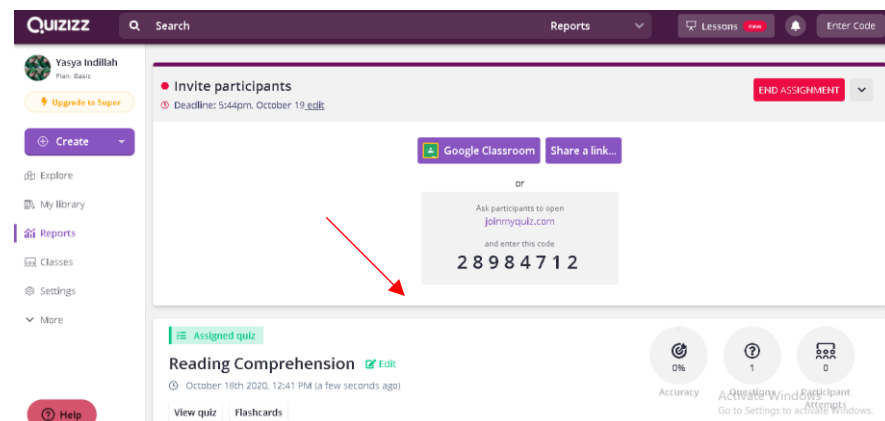 QUIZIZZ
Search
Reports
Lessons new
Enter Code
Yasya Indillah
Plan: Basic
Upgrade to Super
Create
Explore
My library
Reports
Classes
Settings
More
Help
Invite participants
Deadline: 5:44pm, October 19 edit
END ASSIGNMENT
Google Classroom
Share a link...
or
Ask participants to open
joinmyquiz.com
and enter this code
28984712
Assigned quiz
Reading Comprehension Edit
October 18th 2020, 12:41 PM (a few seconds ago)
View quiz Flashcards
0%
Accuracy
1
Questions
0
Participant
Attempts
Activate Windows
Go to Settings to activate Windows.